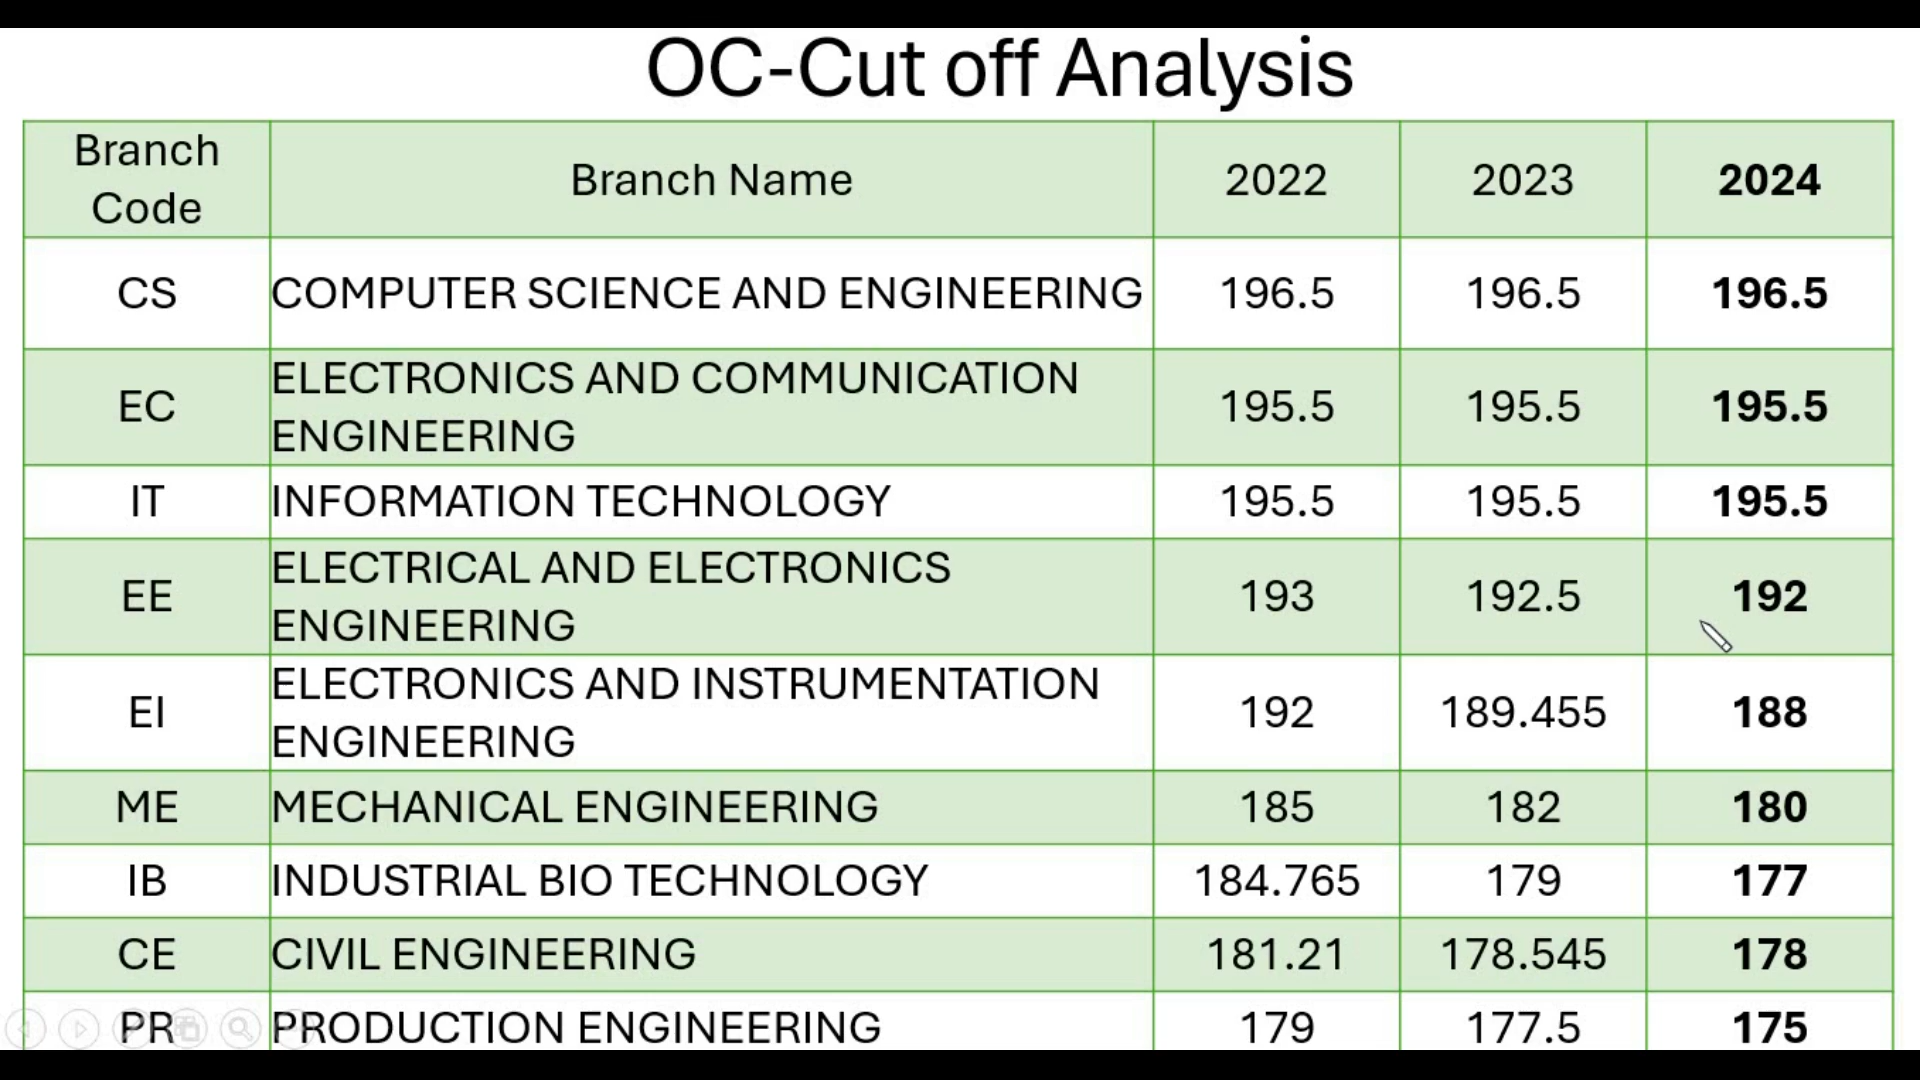 OC-Cut off Analysis
Branch Code Branch Name 2022 2023 2024
CS COMPUTER SCIENCE AND ENGINEERING 196.5 196.5 196.5
EC ELECTRONICS AND COMMUNICATION ENGINEERING 195.5 195.5 195.5
IT INFORMATION TECHNOLOGY 195.5 195.5 195.5
EE ELECTRICAL AND ELECTRONICS ENGINEERING 193 192.5 192
EI ELECTRONICS AND INSTRUMENTATION ENGINEERING 192 189.455 188
ME MECHANICAL ENGINEERING 185 182 180
IB INDUSTRIAL BIO TECHNOLOGY 184.765 179 177
CE CIVIL ENGINEERING 181.21 178.545 178
PR PRODUCTION ENGINEERING 179 177.5 175